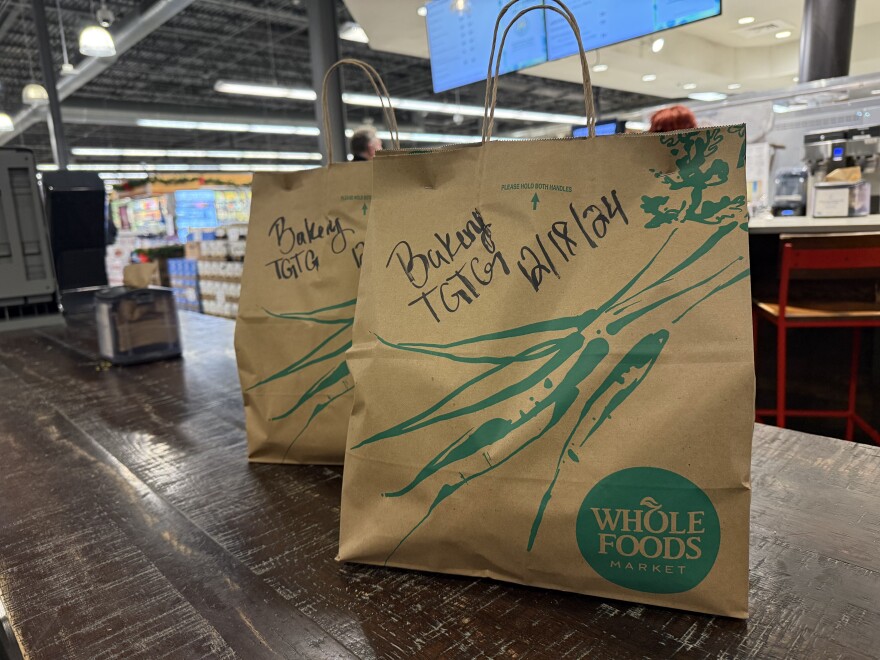 PLEASE HOLD BOTH HANDLES
Bakery
TGTG
12/18/24
WHOLE
FOODS
MARKET
Bakery
TGTG